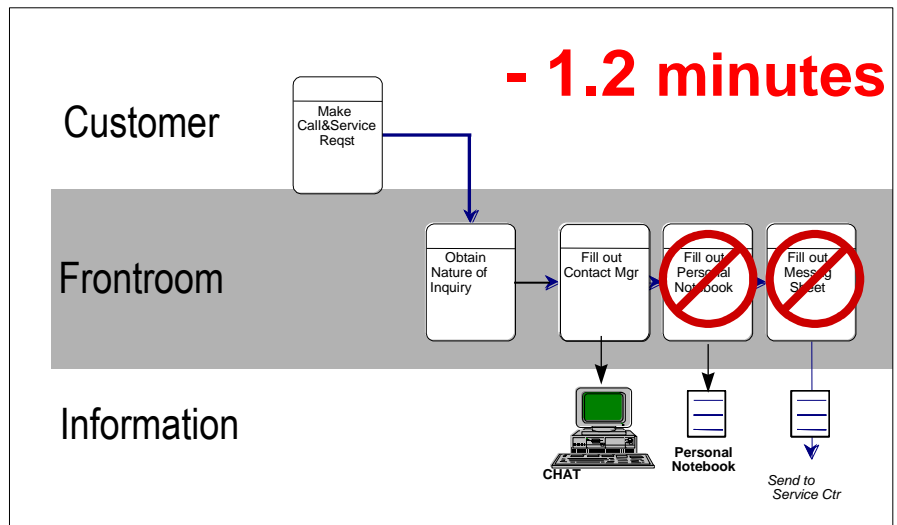 - 1.2 minutes
Customer
Make
Call&Service
Reqst
Frontroom
Obtain
Nature of
Inquiry
Fill out
Contact Mgr
Fill out
Personal
Notebook
Fill out
Messag
Sheet
Information
CHAT
Personal
Notebook
Send to
Service Ctr